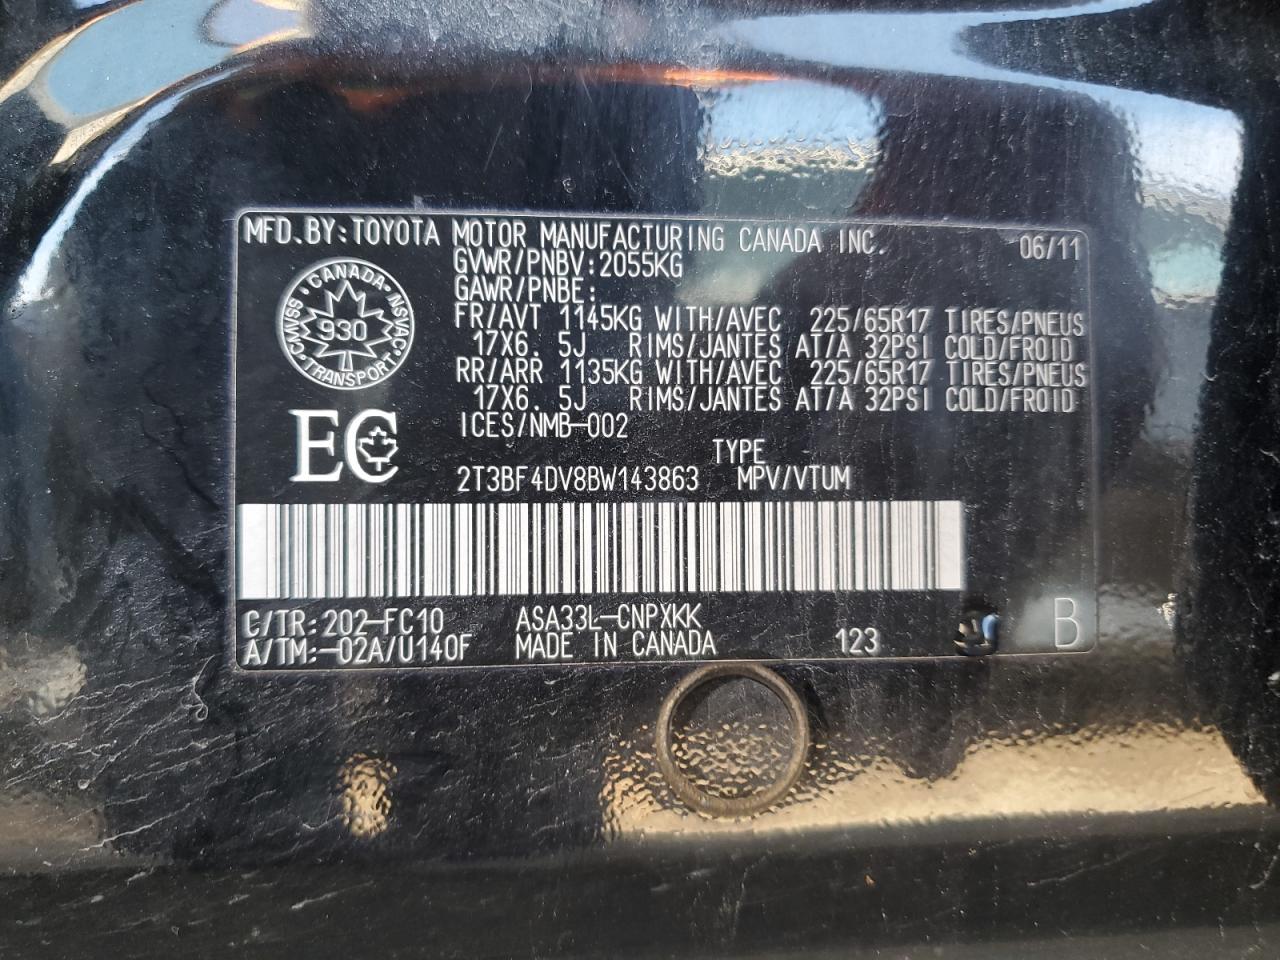 MFD.BY:TOYOTA MOTOR MANUFACTURING CANADA INC. 06/11
GVWR/PNBV:2055KG
GAWR/PNBE:
FR/AVT 1145KG WITH/AVEC 225/65R17 TIRES/PNEUS
17X6.5J RIMS/JANTES AT/A 32PSI COLD/FROID
RR/ARR 1135KG WITH/AVEC 225/65R17 TIRES/PNEUS
17X6.5J RIMS/JANTES AT/A 32PSI COLD/FROID
CANADA
NSVAC
930
CMVSS
TRANSPORT
EC
ICES/NMB-002
TYPE
2T3BF4DV8BW143863 MPV/VTUM
C/TR:202-FC10 ASA33L-CNPXKK
A/TM:-02A/U140F MADE IN CANADA 123 B